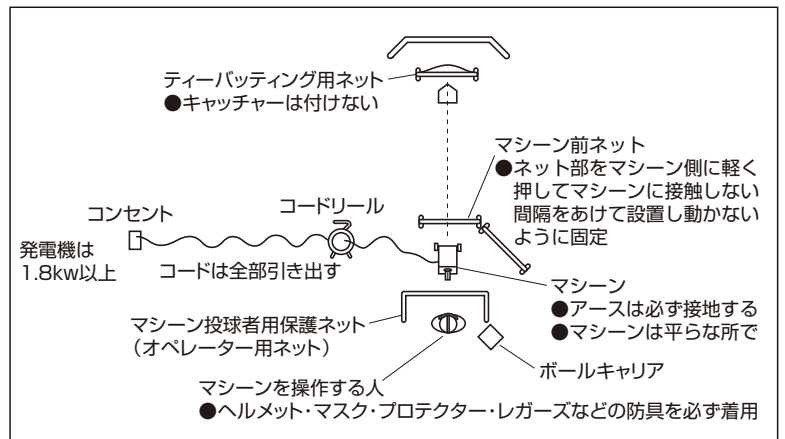 ティーバッティング用ネット
●キャッチャーは付けない
マシーン前ネット
●ネット部をマシーン側に軽く
押してマシーンに接触しない
間隔をあけて設置し動かない
ように固定
コンセント
コードリール
発電機は
1.8kw以上
コードは全部引き出す
マシーン
●アースは必ず接地する
●マシーンは平らな所で
マシーン投球者用保護ネット
（オペレーター用ネット）
ボールキャリア
マシーンを操作する人
●ヘルメット・マスク・プロテクター・レガーズなどの防具を必ず着用